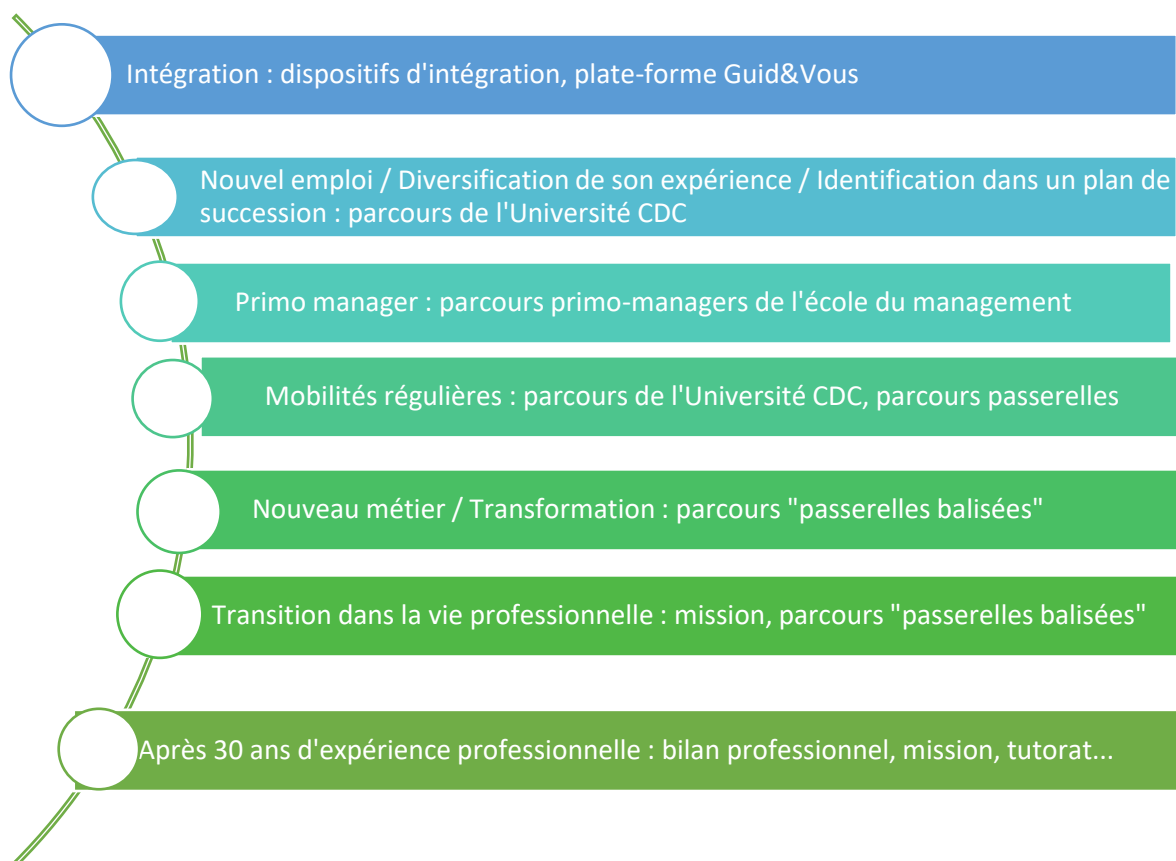 Intégration : dispositifs d'intégration, plate-forme Guid&Vous
Nouvel emploi / Diversification de son expérience / Identification dans un plan de
succession : parcours de l'Université CDC
Primo manager : parcours primo-managers de l'école du management
Mobilités régulières : parcours de l'Université CDC, parcours passerelles
Nouveau métier / Transformation : parcours "passerelles balisées"
Transition dans la vie professionnelle : mission, parcours "passerelles balisées"
Après 30 ans d'expérience professionnelle : bilan professionnel, mission, tutorat...